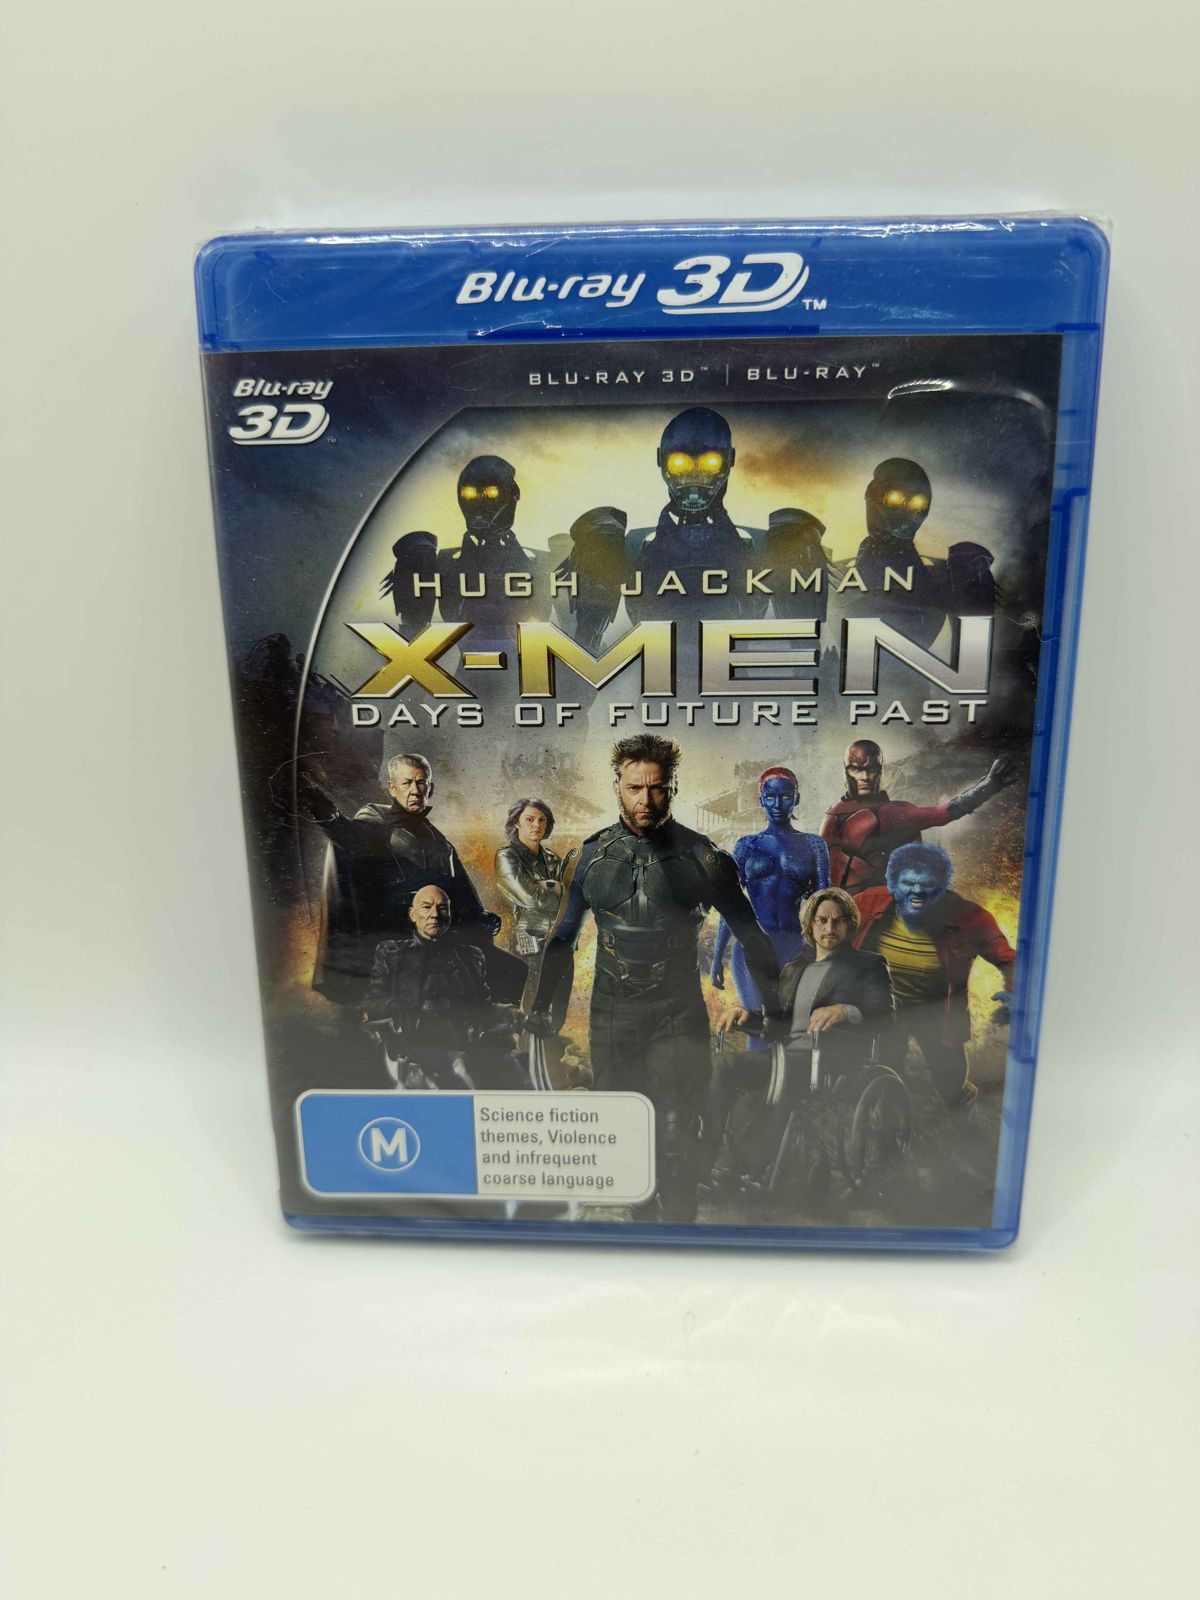 Blu-ray 3D™
Blu-ray
3D™
BLU-RAY 3D™ | BLU-RAY™
HUGH JACKMAN
X-MEN
DAYS OF FUTURE PAST
M
Science fiction
themes, Violence
and infrequent
coarse language